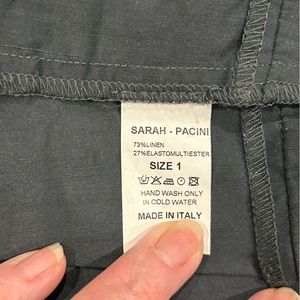 SARAH - PACINI
73%LINEN
27%ELASTOMULTIESTER
SIZE 1
HAND WASH ONLY
IN COLD WATER
MADE IN ITALY